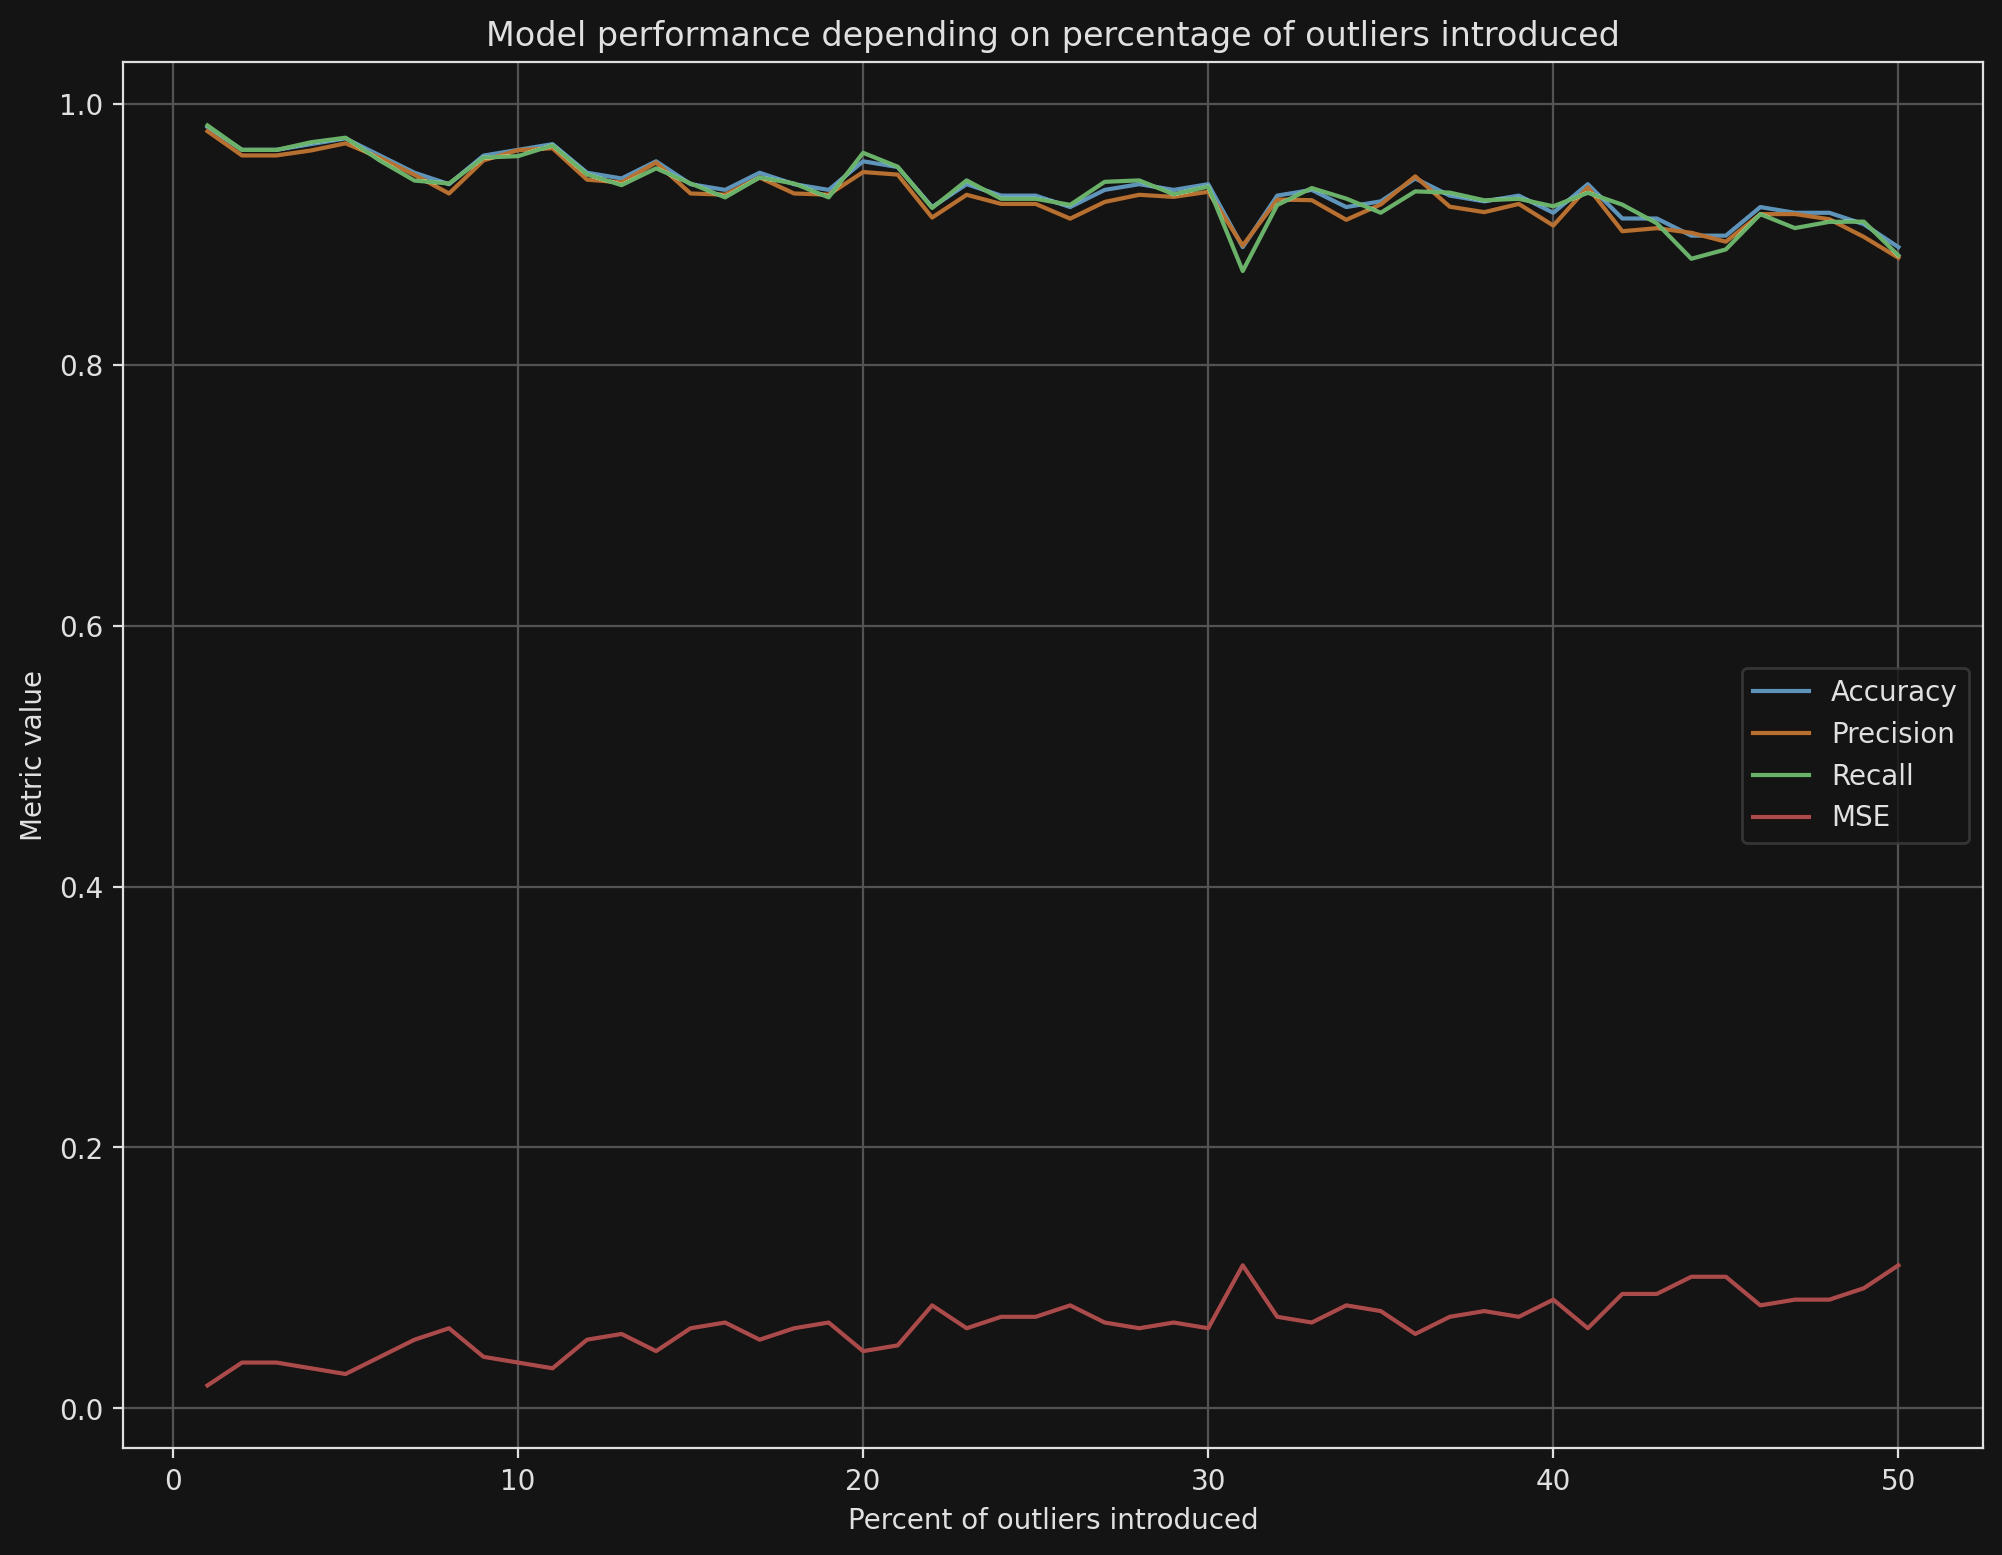 Model performance depending on percentage of outliers introduced
1.0
0.8
0.6
0.4
0.2
0.0
Metric value
Accuracy
Precision
Recall
MSE
0 10 20 30 40 50
Percent of outliers introduced